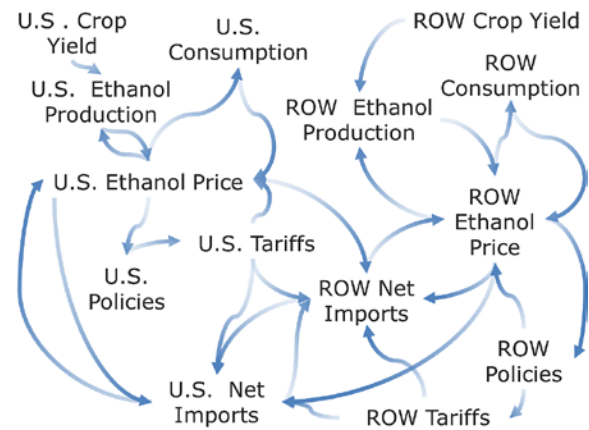 U.S . Crop
Yield
U.S.
Consumption
ROW Crop Yield
ROW
Consumption
U.S. Ethanol
Production
ROW Ethanol
Production
U.S. Ethanol Price
ROW
Ethanol
Price
U.S. Tariffs
U.S.
Policies
ROW Net
Imports
ROW
Policies
U.S. Net
Imports
ROW Tariffs